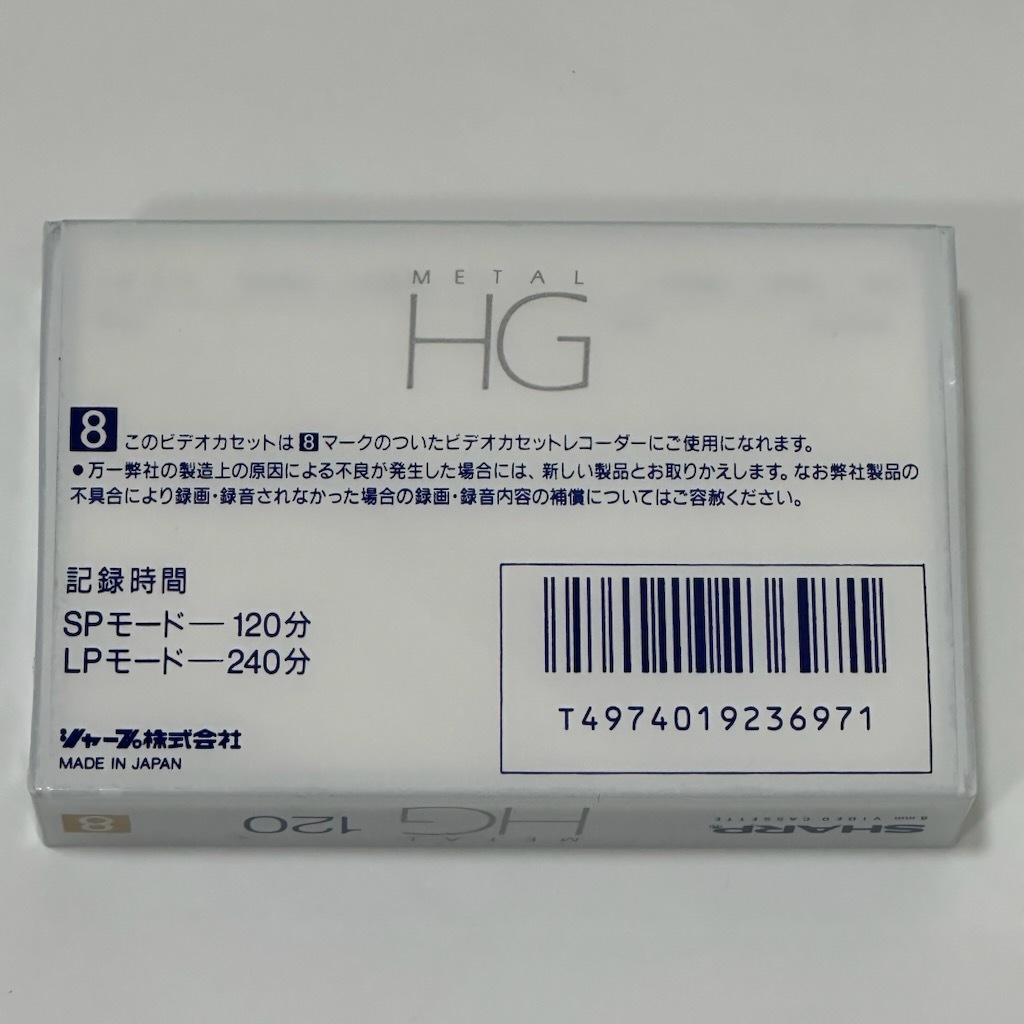 METAL
HG
8 このビデオカセットは8マークのついたビデオカセットレコーダーにご使用になれます。
●万一弊社の製造上の原因による不良が発生した場合には、新しい製品とお取りかえします。なお弊社製品の
不具合により録画・録音されなかった場合の録画・録音内容の補償についてはご容赦ください。
記録時間
SPモード—120分
LPモード—240分
T4974019236971
シャープ株式会社
MADE IN JAPAN
SHARP
8mm VIDEO CASSETTE
METAL
HG
120
8